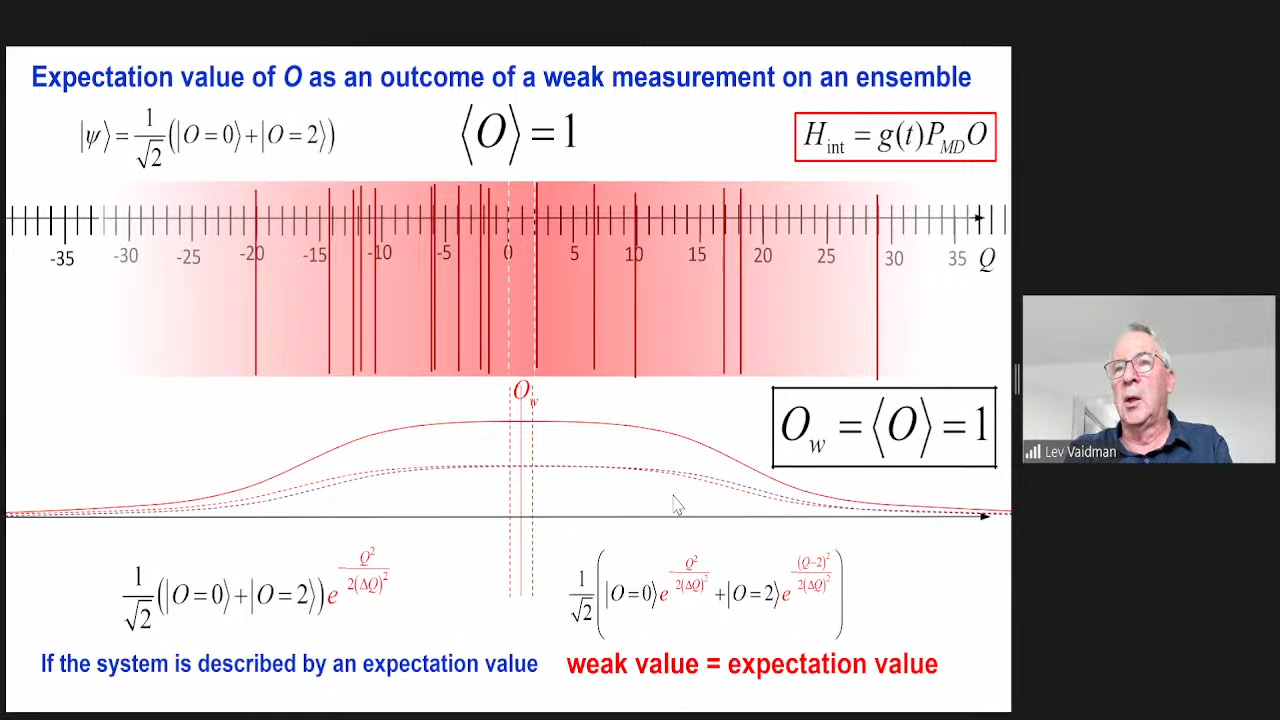 Expectation value of O as an outcome of a weak measurement on an ensemble
|ψ⟩ = 1/√2 (|O=0⟩+|O=2⟩)
⟨O⟩ = 1
H_int = g(t)P_MD O
-35 -30 -25 -20 -15 -10 -5 0 5 10 15 20 25 30 35 Q
O_w
O_w = ⟨O⟩ = 1
Lev Vaidman
1/√2 (|O=0⟩+|O=2⟩) e^{-Q²/2(ΔQ)²}
1/√2 (|O=0⟩e^{-Q²/2(ΔQ)²} +|O=2⟩e^{-(Q-2)²/2(ΔQ)²})
If the system is described by an expectation value
weak value = expectation value